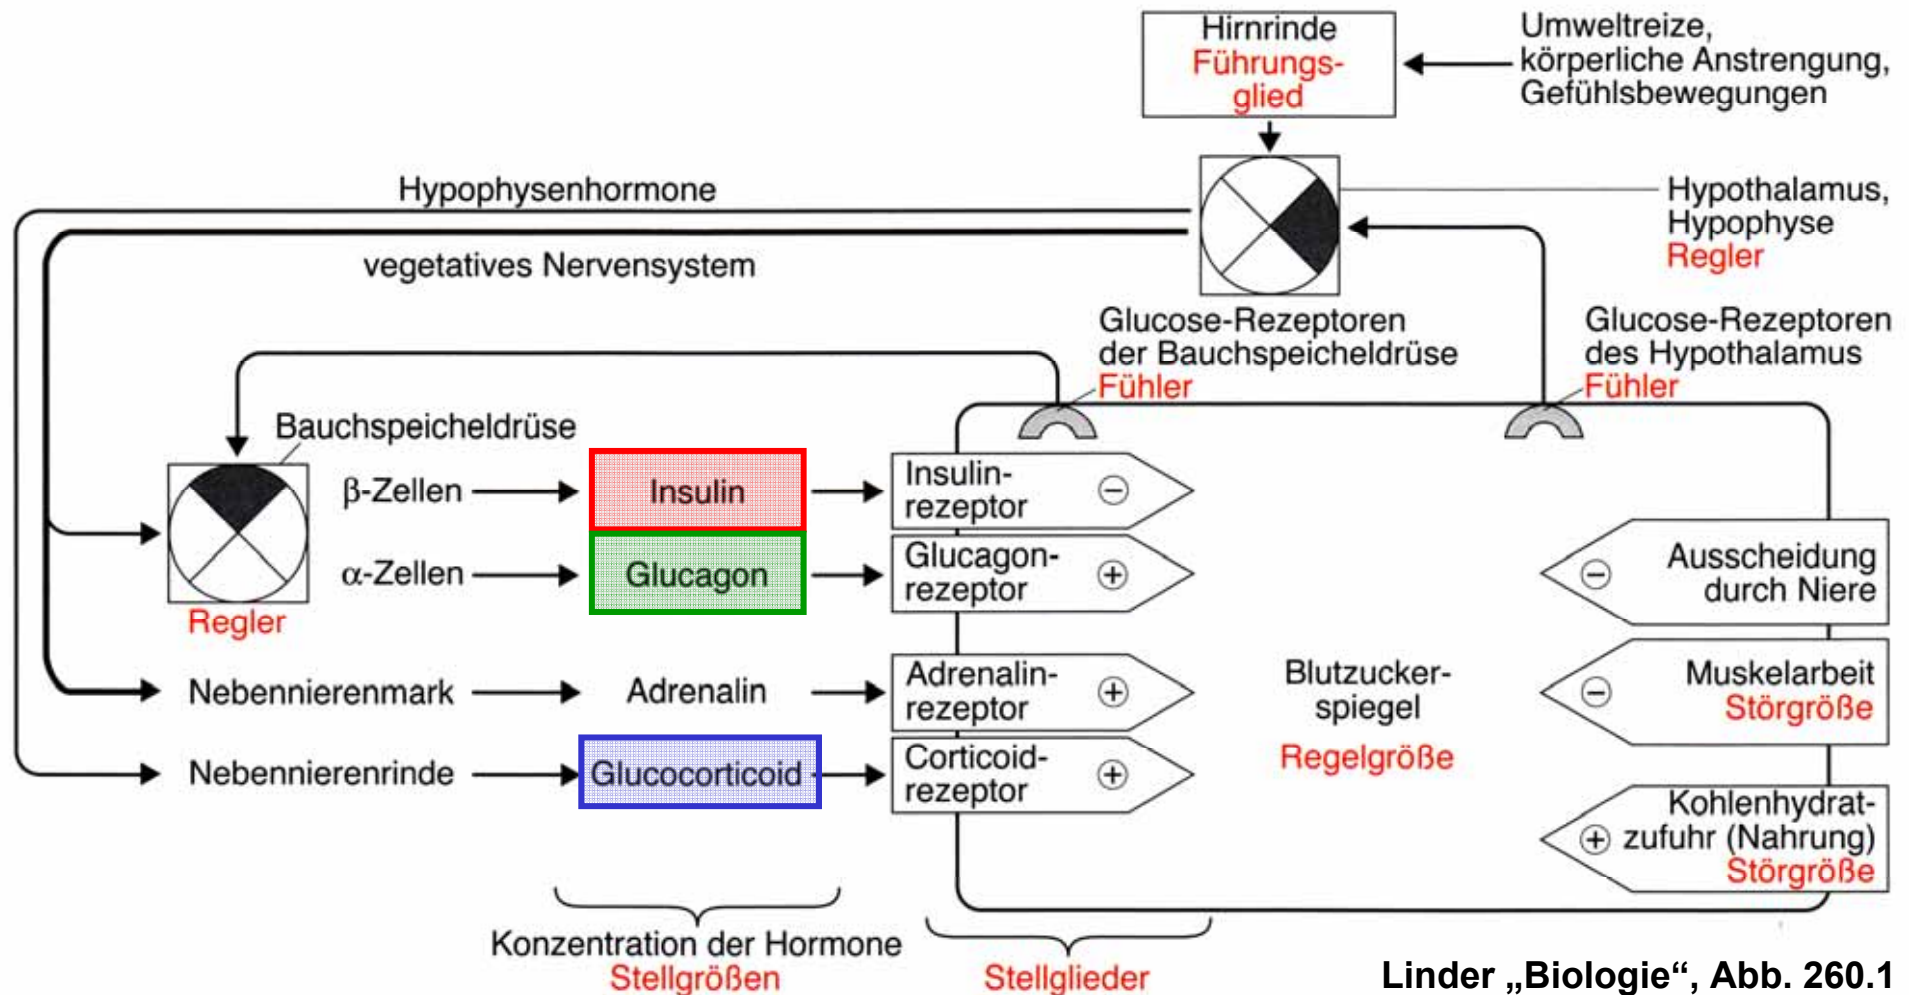 Hirnrinde
Führungs-
glied
Umweltreize,
körperliche Anstrengung,
Gefühlsbewegungen
Hypophysenhormone
vegetatives Nervensystem
Hypothalamus,
Hypophyse
Regler
Glucose-Rezeptoren
der Bauchspeicheldrüse
Fühler
Glucose-Rezeptoren
des Hypothalamus
Fühler
Bauchspeicheldrüse
Regler
β-Zellen
Insulin
Insulin-
rezeptor
−
α-Zellen
Glucagon
Glucagon-
rezeptor
+
Nebennierenmark
Adrenalin
Adrenalin-
rezeptor
+
Nebennierenrinde
Glucocorticoid
Corticoid-
rezeptor
+
Blutzucker-
spiegel
Regelgröße
−
Ausscheidung
durch Niere
−
Muskelarbeit
Störgröße
+
Kohlenhydrat-
zufuhr (Nahrung)
Störgröße
Konzentration der Hormone
Stellgrößen
Stellglieder
Linder „Biologie“, Abb. 260.1